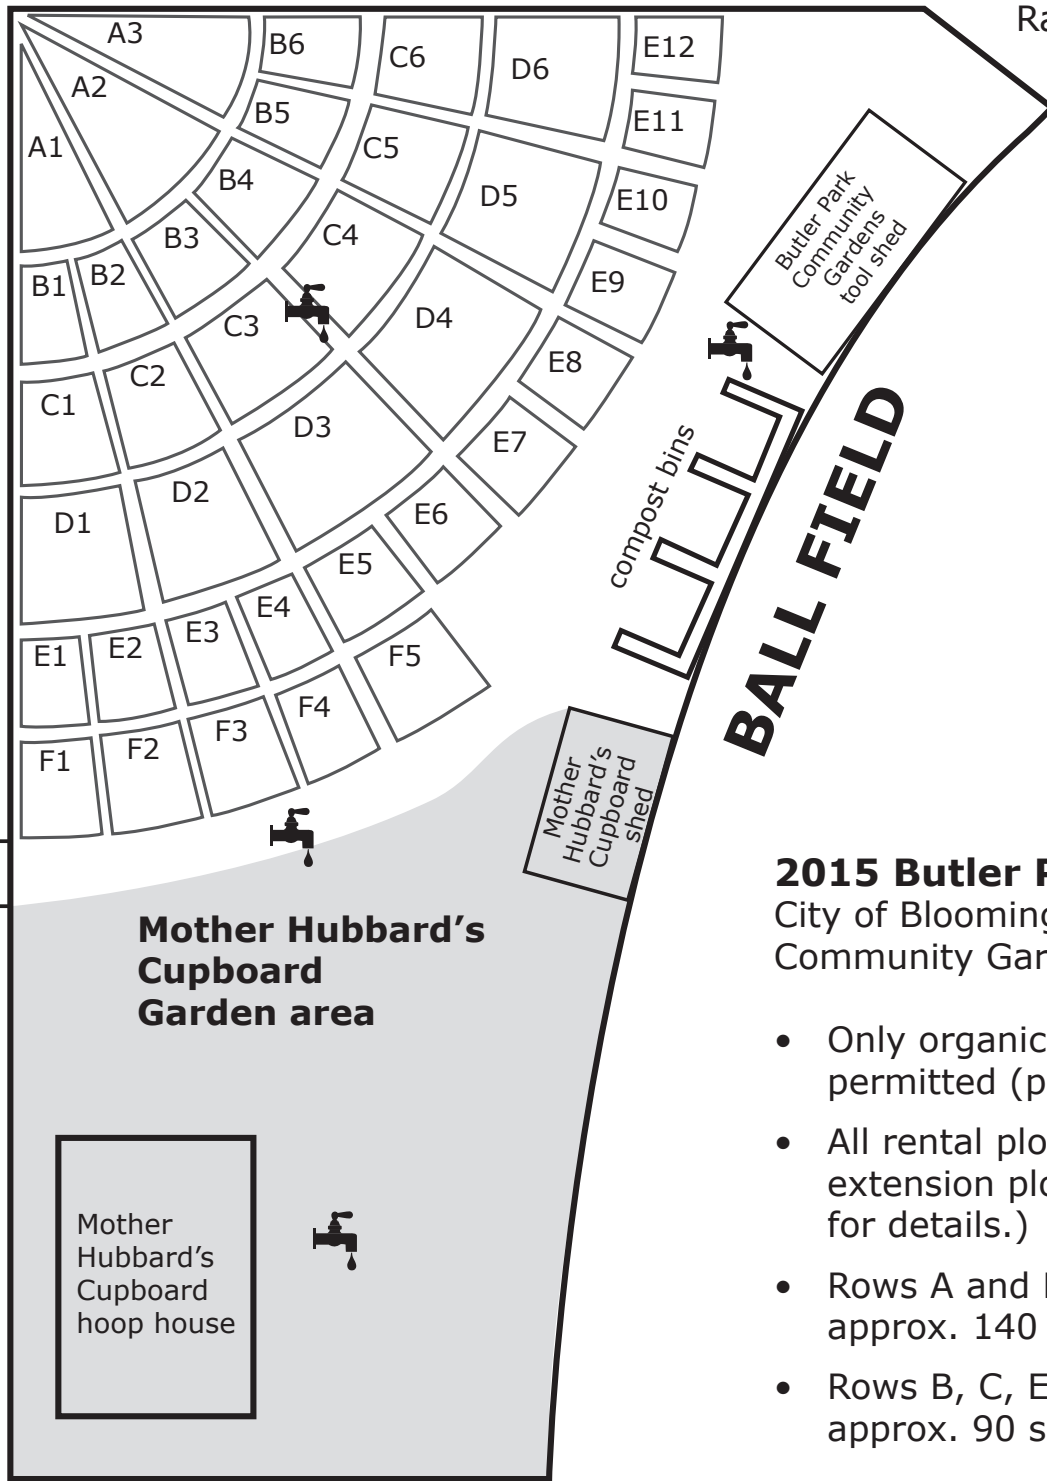 Ra
A3
B6
C6
D6
E12
A2
B5
E11
A1
C5
B4
D5
E10
B3
C4
B1
B2
E9
C3
D4
C2
E8
C1
D3
E7
D2
D1
E6
E5
E4
E3
E2
E1
F5
F4
F3
F2
F1
Butler Park
Community
Gardens
tool shed
compost bins
BALL FIELD
Mother
Hubbard's
Cupboard
shed
Mother Hubbard's
Cupboard
Garden area
Mother
Hubbard's
Cupboard
hoop house
2015 Butler P
City of Blooming
Community Gar
• Only organic
permitted (p
• All rental plo
extension plo
for details.)
• Rows A and
approx. 140
• Rows B, C, E
approx. 90 s